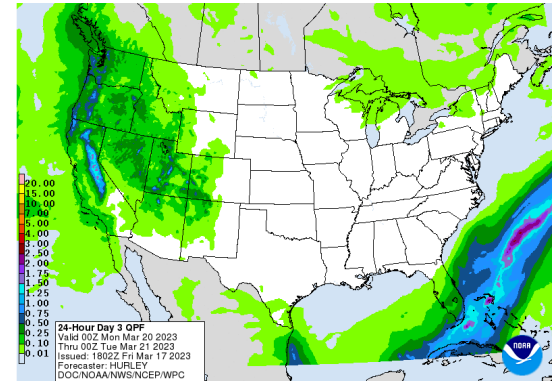 20.00
15.00
10.00
7.00
5.00
4.00
3.00
2.50
2.00
1.75
1.50
1.25
1.00
0.75
0.50
0.25
0.10
0.01
24-Hour Day 3 QPF
Valid 00Z Mon Mar 20 2023
Thru 00Z Tue Mar 21 2023
Issued: 1802Z Fri Mar 17 2023
Forecaster: HURLEY
DOC/NOAA/NWS/NCEP/WPC
NOAA